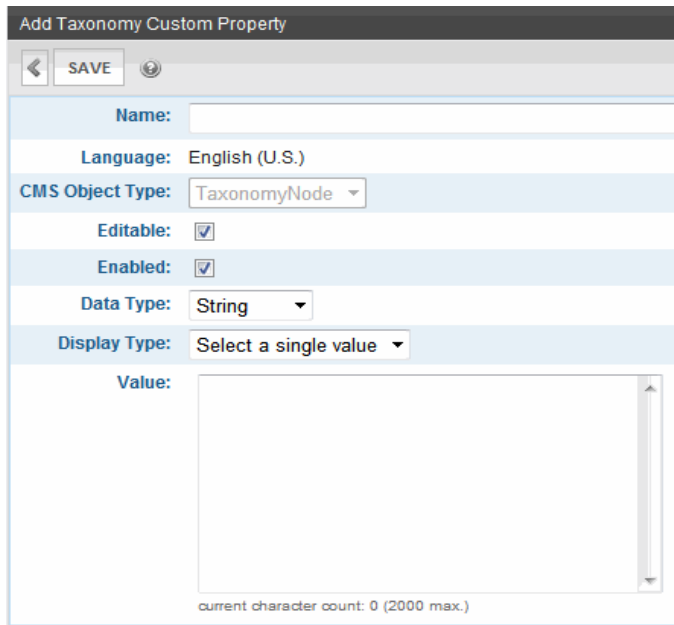 Add Taxonomy Custom Property
SAVE
Name:
Language: English (U.S.)
CMS Object Type: TaxonomyNode
Editable:
Enabled:
Data Type: String
Display Type: Select a single value
Value:
current character count: 0 (2000 max.)